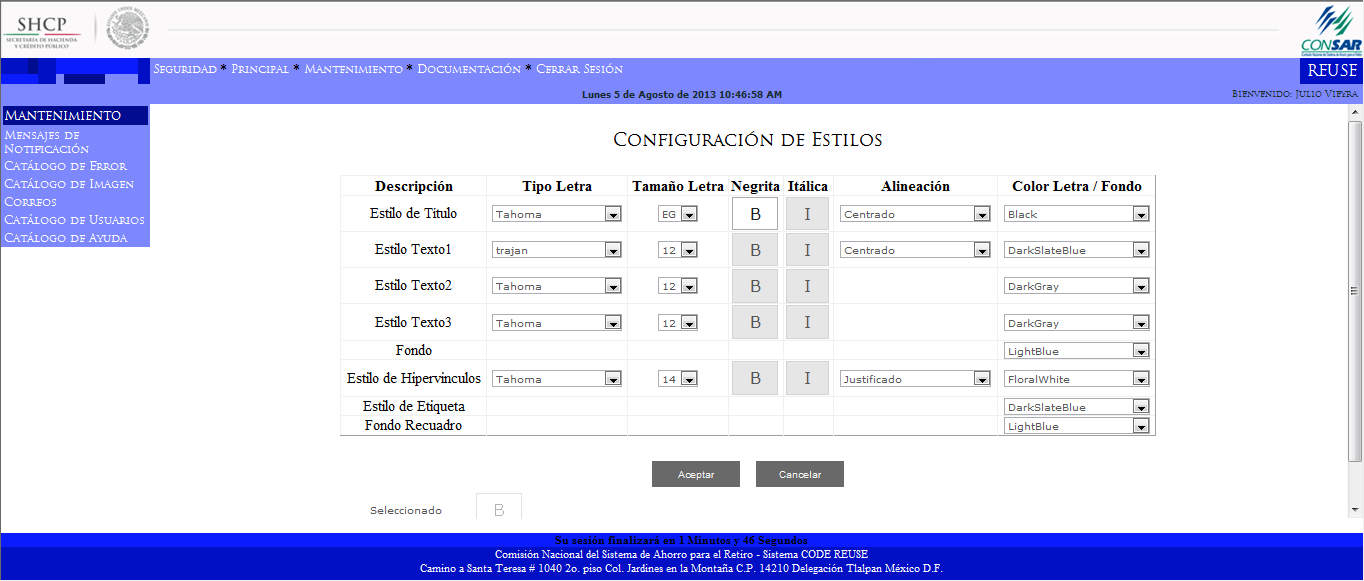 SHCP
SECRETARÍA DE HACIENDA
Y CRÉDITO PÚBLICO
CONSAR
SEGURIDAD * PRINCIPAL * MANTENIMIENTO * DOCUMENTACIÓN * CERRAR SESIÓN
REUSE
Lunes 5 de Agosto de 2013 10:46:58 AM
BIENVENIDO: JULIO VIEYRA
MANTENIMIENTO
MENSAJES DE
NOTIFICACIÓN
CATÁLOGO DE ERROR
CATÁLOGO DE IMAGEN
CORREOS
CATÁLOGO DE USUARIOS
CATÁLOGO DE AYUDA
CONFIGURACIÓN DE ESTILOS
Descripción Tipo Letra Tamaño Letra Negrita Itálica Alineación Color Letra / Fondo
Estilo de Titulo Tahoma EG B I Centrado Black
Estilo Texto1 trajan 12 B I Centrado DarkSlateBlue
Estilo Texto2 Tahoma 12 B I DarkGray
Estilo Texto3 Tahoma 12 B I DarkGray
Fondo LightBlue
Estilo de Hipervinculos Tahoma 14 B I Justificado FloralWhite
Estilo de Etiqueta DarkSlateBlue
Fondo Recuadro LightBlue
Aceptar Cancelar
Seleccionado B
Su sesión finalizará en 1 Minutos y 46 Segundos
Comisión Nacional del Sistema de Ahorro para el Retiro - Sistema CODE REUSE
Camino a Santa Teresa # 1040 2o. piso Col. Jardines en la Montaña C.P. 14210 Delegación Tlalpan México D.F.